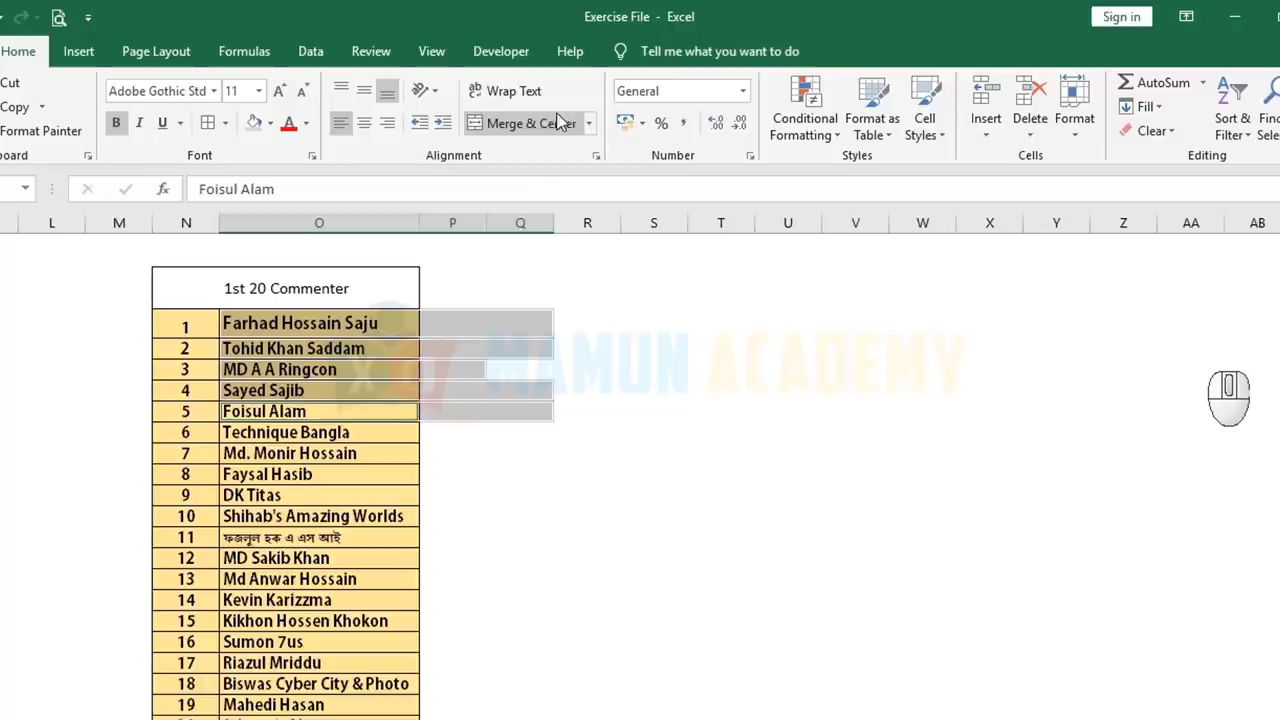 Exercise File - Excel
Sign in
Home Insert Page Layout Formulas Data Review View Developer Help Tell me what you want to do
Cut
Copy
Format Painter
Adobe Gothic Std 11
B I U
Wrap Text
Merge & Center
General
Conditional Formatting
Format as Table
Cell Styles
Insert
Delete
Format
AutoSum
Fill
Clear
Sort & Filter
oard Font Alignment Number Styles Cells Editing
fx Foisul Alam
L M N O P Q R S T U V W X Y Z AA AB
MAMUN ACADEMY
1st 20 Commenter
1 Farhad Hossain Saju
2 Tohid Khan Saddam
3 MD A A Ringcon
4 Sayed Sajib
5 Foisul Alam
6 Technique Bangla
7 Md. Monir Hossain
8 Faysal Hasib
9 DK Titas
10 Shihab's Amazing Worlds
11 ফজলুল হক এ এস আই
12 MD Sakib Khan
13 Md Anwar Hossain
14 Kevin Karizzma
15 Kikhon Hossen Khokon
16 Sumon 7us
17 Riazul Mriddu
18 Biswas Cyber City & Photo
19 Mahedi Hasan